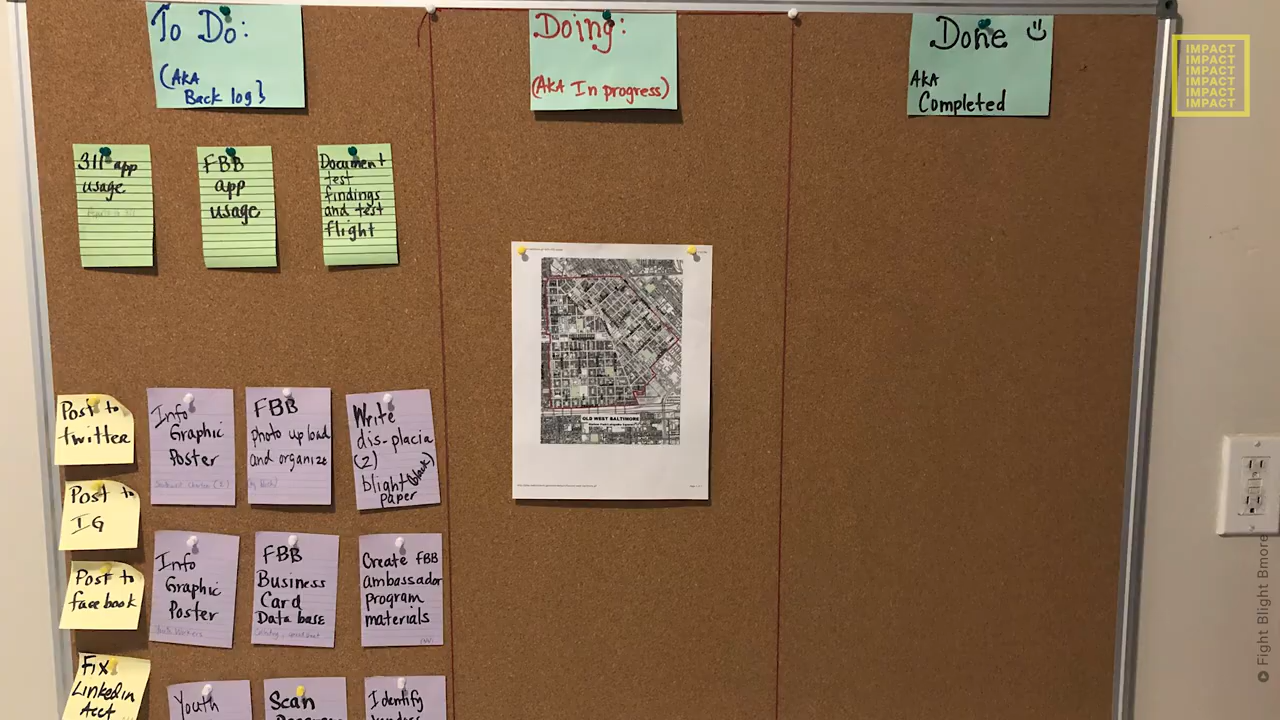 To Do:
(AKA
Back log}
Doing:
(AKA In progress)
Done
AKA
Completed
IMPACT
IMPACT
IMPACT
IMPACT
IMPACT
311 app
usage
FBB
app
usage
Document
test
findings
and test
flight
OLD WEST BALTIMORE
Post to
twitter
Info
Graphic
Poster
FBB
photo upload
and organize
Write
dis-placia
(2)
blight (black)
paper
Post to
IG
Post to
facebook
Info
Graphic
Poster
FBB
Business
Card
Data base
Create FBB
ambassador
program
materials
Fix
Linkedin
Acct
Youth
Scan
Identify
© Fight Blight Bmore